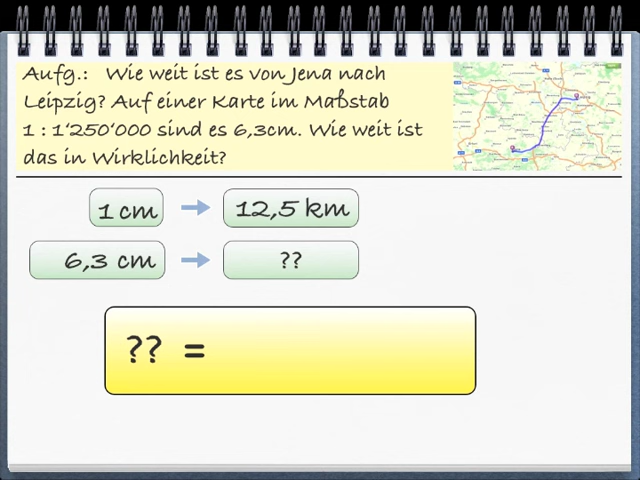 Aufg.: Wie weit ist es von Jena nach
Leipzig? Auf einer Karte im Maßstab
1 : 1'250'000 sind es 6,3cm. Wie weit ist
das in Wirklichkeit?
1 cm 12,5 km
6,3 cm ??
?? =